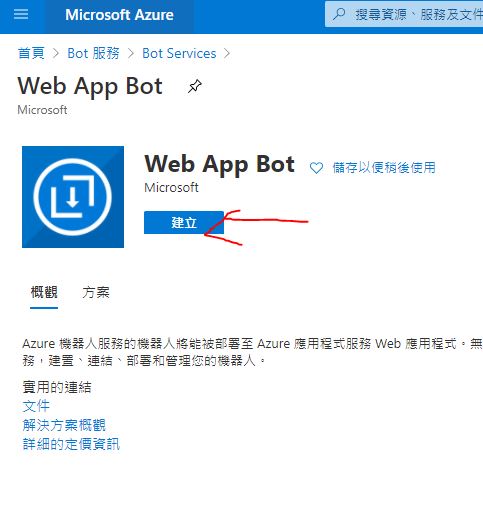 Microsoft Azure
搜尋資源、服務及文件
首頁 > Bot 服務 > Bot Services >
Web App Bot
Microsoft
Web App Bot
儲存以便稍後使用
Microsoft
建立
概觀 方案
Azure 機器人服務的機器人將能被部署至 Azure 應用程式服務 Web 應用程式。無
務，建置、連結、部署和管理您的機器人。
實用的連結
文件
解決方案概觀
詳細的定價資訊